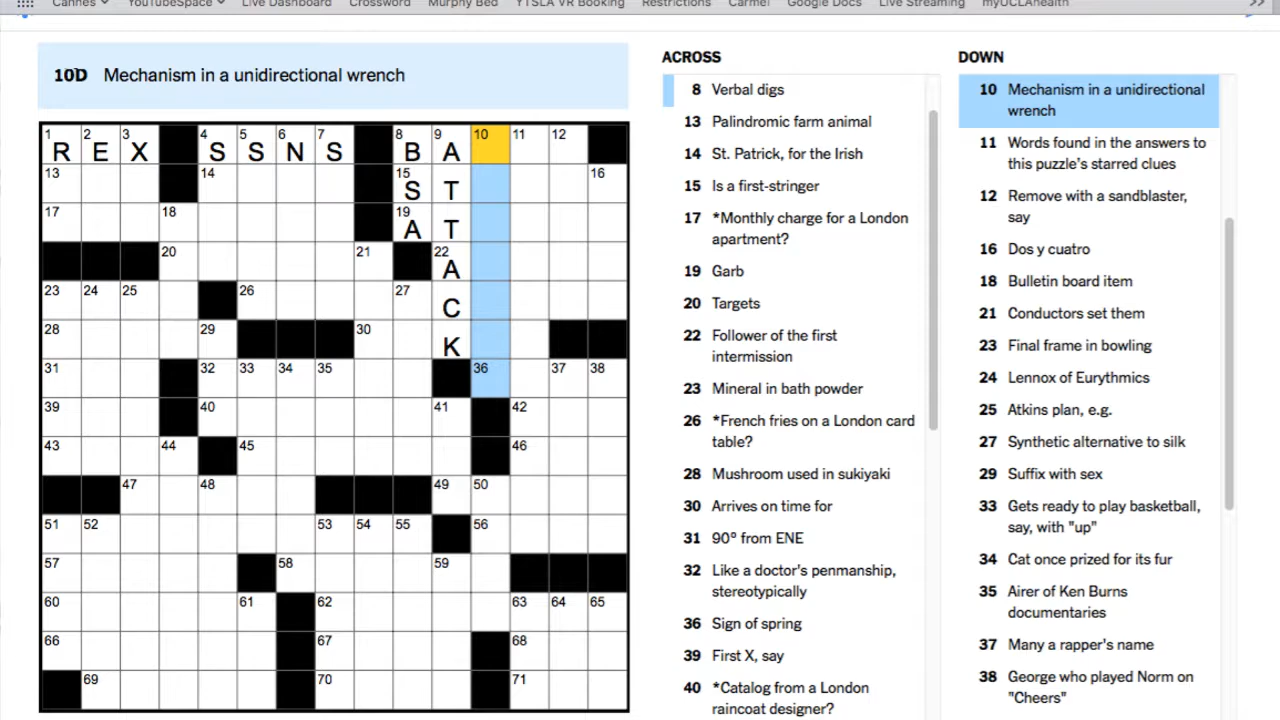 Cannes YouTubeSpace Live Dashboard Crossword Murphy Bed YTSLA VR Booking Restrictions Carmel Google Docs Live Streaming myUCLAhealth >>
10D Mechanism in a unidirectional wrench
1 2 3 4 5 6 7 8 9 10 11 12
R E X S S N S B A
13 14 15 16
S T
17 18 19
A T
20 21 22
A
23 24 25 26 27
C
28 29 30
K
31 32 33 34 35 36 37 38
39 40 41 42
43 44 45 46
47 48 49 50
51 52 53 54 55 56
57 58 59
60 61 62 63 64 65
66 67 68
69 70 71
ACROSS
8 Verbal digs
13 Palindromic farm animal
14 St. Patrick, for the Irish
15 Is a first-stringer
17 *Monthly charge for a London
apartment?
19 Garb
20 Targets
22 Follower of the first
intermission
23 Mineral in bath powder
26 *French fries on a London card
table?
28 Mushroom used in sukiyaki
30 Arrives on time for
31 90° from ENE
32 Like a doctor's penmanship,
stereotypically
36 Sign of spring
39 First X, say
40 *Catalog from a London
raincoat designer?
DOWN
10 Mechanism in a unidirectional
wrench
11 Words found in the answers to
this puzzle's starred clues
12 Remove with a sandblaster,
say
16 Dos y cuatro
18 Bulletin board item
21 Conductors set them
23 Final frame in bowling
24 Lennox of Eurythmics
25 Atkins plan, e.g.
27 Synthetic alternative to silk
29 Suffix with sex
33 Gets ready to play basketball,
say, with "up"
34 Cat once prized for its fur
35 Airer of Ken Burns
documentaries
37 Many a rapper's name
38 George who played Norm on
"Cheers"